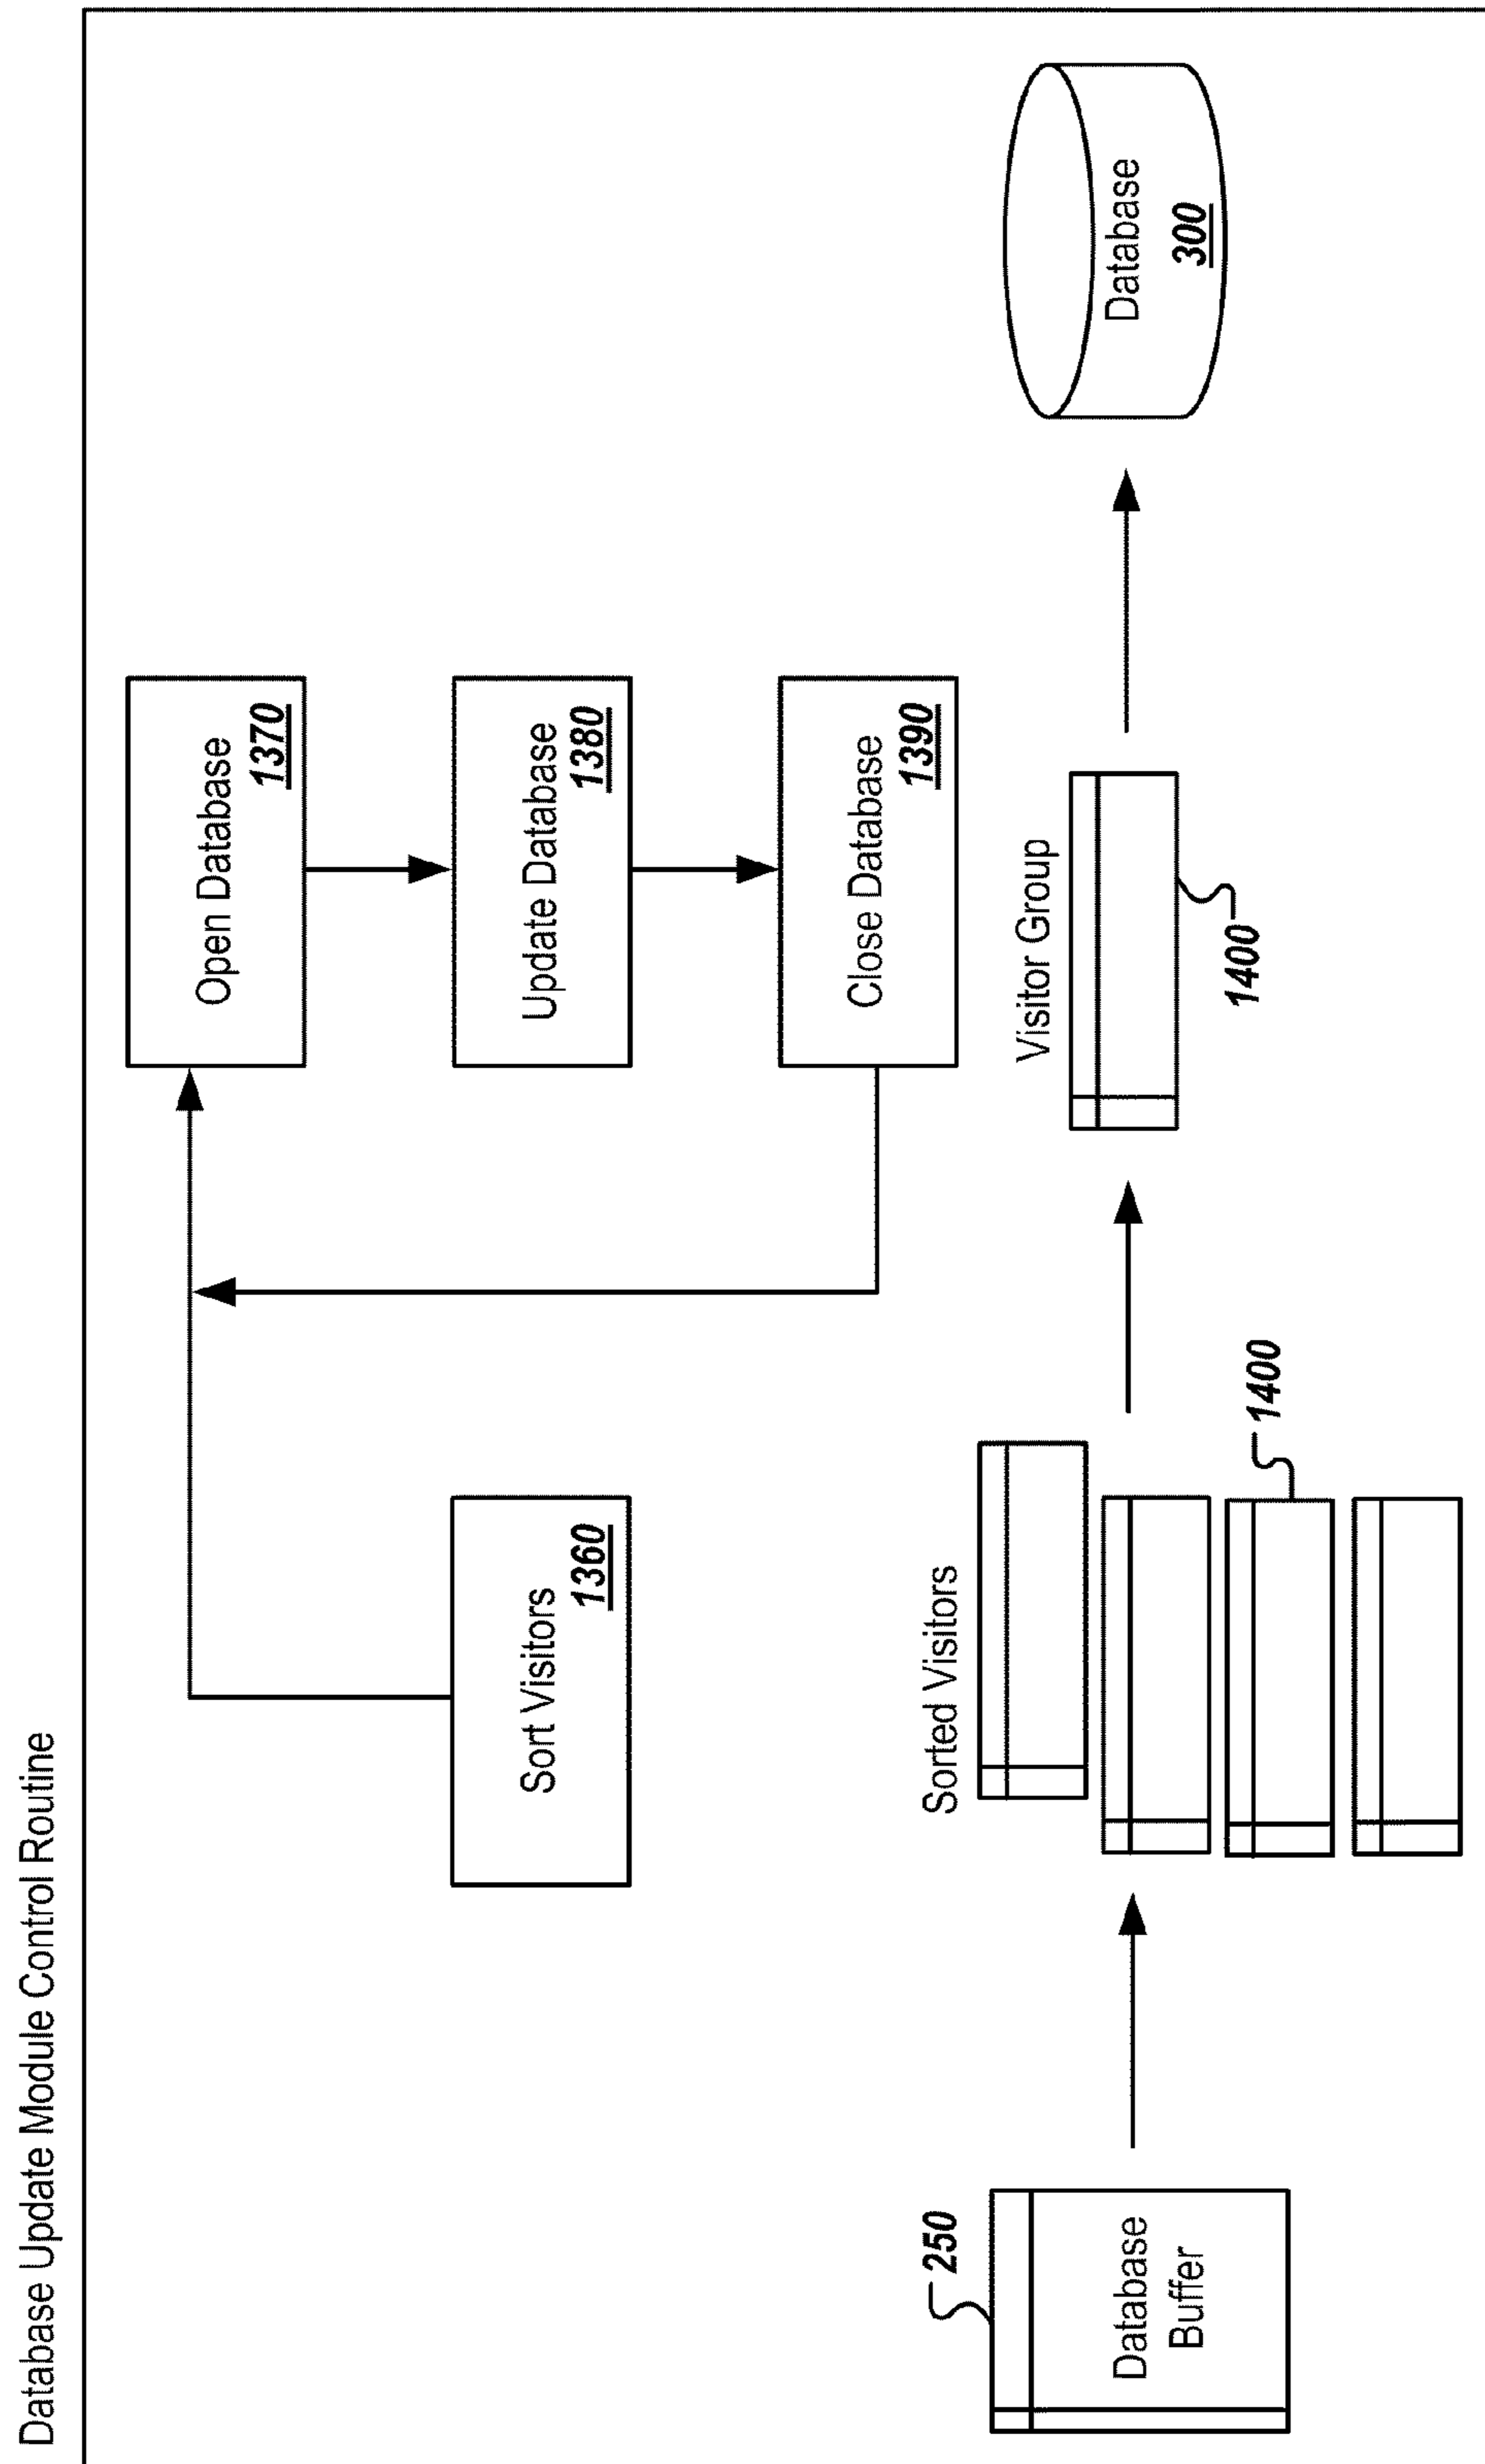 Database Update Module Control Routine
Open Database
1370
Sort Visitors
1360
Update Database
1380
Close Database
1390
Sorted Visitors
Visitor Group
250
Database
Buffer
1400
1400
Database
300